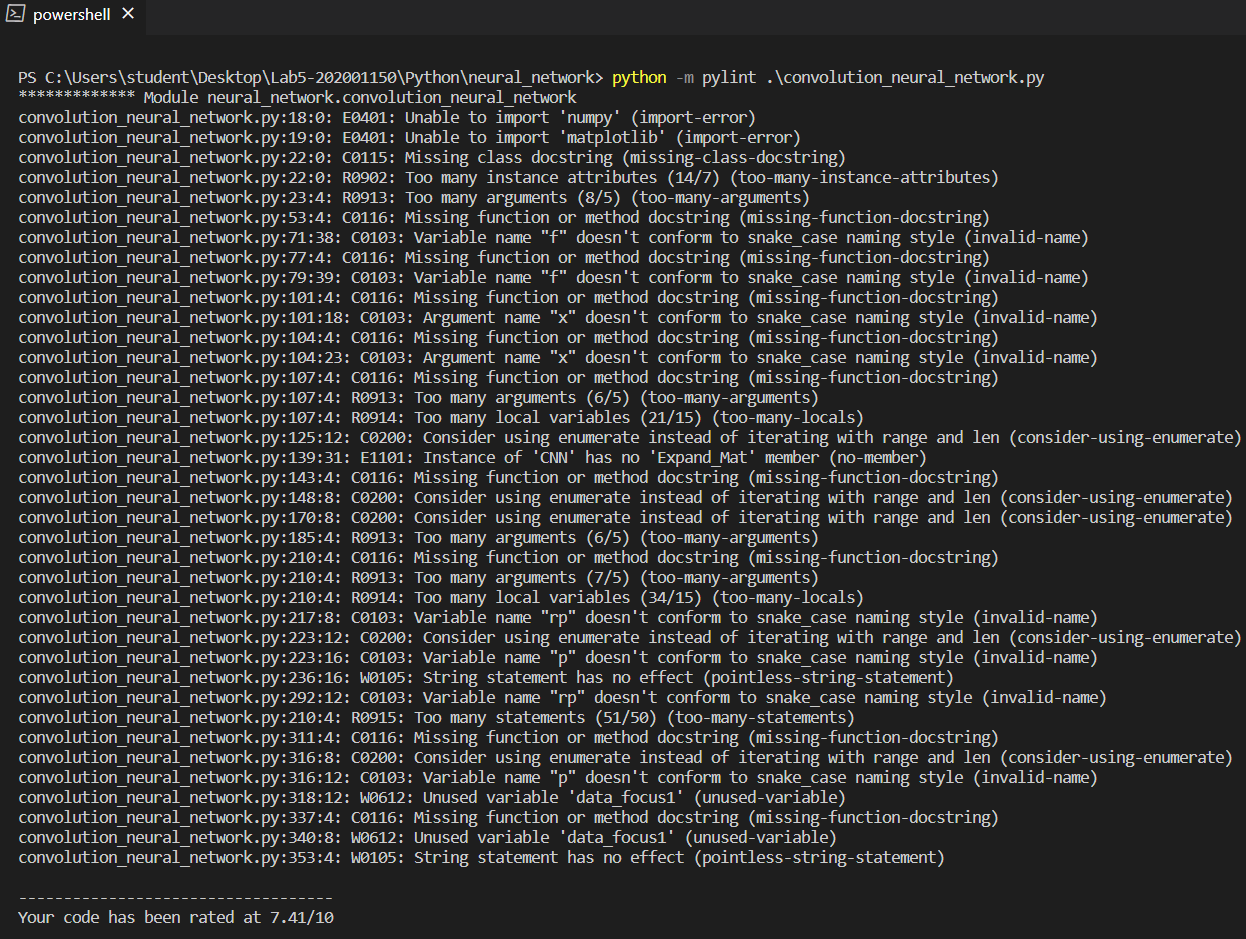 powershell
PS C:\Users\student\Desktop\Lab5-202001150\Python\neural_network> python -m pylint .\convolution_neural_network.py
************* Module neural_network.convolution_neural_network
convolution_neural_network.py:18:0: E0401: Unable to import 'numpy' (import-error)
convolution_neural_network.py:19:0: E0401: Unable to import 'matplotlib' (import-error)
convolution_neural_network.py:22:0: C0115: Missing class docstring (missing-class-docstring)
convolution_neural_network.py:22:0: R0902: Too many instance attributes (14/7) (too-many-instance-attributes)
convolution_neural_network.py:23:4: R0913: Too many arguments (8/5) (too-many-arguments)
convolution_neural_network.py:53:4: C0116: Missing function or method docstring (missing-function-docstring)
convolution_neural_network.py:71:38: C0103: Variable name "f" doesn't conform to snake_case naming style (invalid-name)
convolution_neural_network.py:77:4: C0116: Missing function or method docstring (missing-function-docstring)
convolution_neural_network.py:79:39: C0103: Variable name "f" doesn't conform to snake_case naming style (invalid-name)
convolution_neural_network.py:101:4: C0116: Missing function or method docstring (missing-function-docstring)
convolution_neural_network.py:101:18: C0103: Argument name "x" doesn't conform to snake_case naming style (invalid-name)
convolution_neural_network.py:104:4: C0116: Missing function or method docstring (missing-function-docstring)
convolution_neural_network.py:104:23: C0103: Argument name "x" doesn't conform to snake_case naming style (invalid-name)
convolution_neural_network.py:107:4: C0116: Missing function or method docstring (missing-function-docstring)
convolution_neural_network.py:107:4: R0913: Too many arguments (6/5) (too-many-arguments)
convolution_neural_network.py:107:4: R0914: Too many local variables (21/15) (too-many-locals)
convolution_neural_network.py:125:12: C0200: Consider using enumerate instead of iterating with range and len (consider-using-enumerate)
convolution_neural_network.py:139:31: E1101: Instance of 'CNN' has no 'Expand_Mat' member (no-member)
convolution_neural_network.py:143:4: C0116: Missing function or method docstring (missing-function-docstring)
convolution_neural_network.py:148:8: C0200: Consider using enumerate instead of iterating with range and len (consider-using-enumerate)
convolution_neural_network.py:170:8: C0200: Consider using enumerate instead of iterating with range and len (consider-using-enumerate)
convolution_neural_network.py:185:4: R0913: Too many arguments (6/5) (too-many-arguments)
convolution_neural_network.py:210:4: C0116: Missing function or method docstring (missing-function-docstring)
convolution_neural_network.py:210:4: R0913: Too many arguments (7/5) (too-many-arguments)
convolution_neural_network.py:210:4: R0914: Too many local variables (34/15) (too-many-locals)
convolution_neural_network.py:217:8: C0103: Variable name "rp" doesn't conform to snake_case naming style (invalid-name)
convolution_neural_network.py:223:12: C0200: Consider using enumerate instead of iterating with range and len (consider-using-enumerate)
convolution_neural_network.py:223:16: C0103: Variable name "p" doesn't conform to snake_case naming style (invalid-name)
convolution_neural_network.py:236:16: W0105: String statement has no effect (pointless-string-statement)
convolution_neural_network.py:292:12: C0103: Variable name "rp" doesn't conform to snake_case naming style (invalid-name)
convolution_neural_network.py:210:4: R0915: Too many statements (51/50) (too-many-statements)
convolution_neural_network.py:311:4: C0116: Missing function or method docstring (missing-function-docstring)
convolution_neural_network.py:316:8: C0200: Consider using enumerate instead of iterating with range and len (consider-using-enumerate)
convolution_neural_network.py:316:12: C0103: Variable name "p" doesn't conform to snake_case naming style (invalid-name)
convolution_neural_network.py:318:12: W0612: Unused variable 'data_focus1' (unused-variable)
convolution_neural_network.py:337:4: C0116: Missing function or method docstring (missing-function-docstring)
convolution_neural_network.py:340:8: W0612: Unused variable 'data_focus1' (unused-variable)
convolution_neural_network.py:353:4: W0105: String statement has no effect (pointless-string-statement)
-----------------------------------
Your code has been rated at 7.41/10